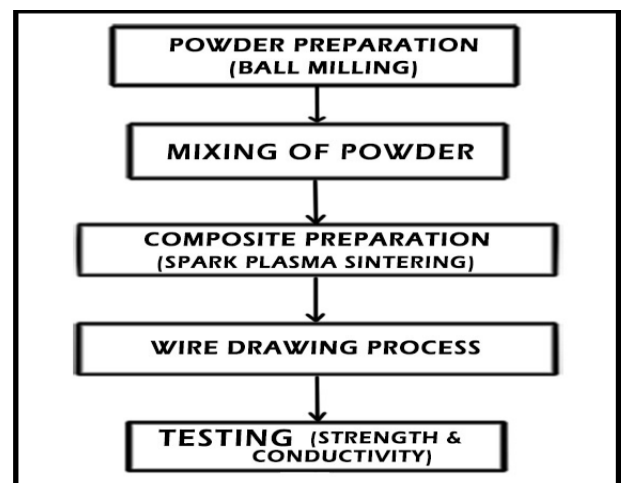 POWDER PREPARATION
(BALL MILLING)
MIXING OF POWDER
COMPOSITE PREPARATION
(SPARK PLASMA SINTERING)
WIRE DRAWING PROCESS
TESTING (STRENGTH &
CONDUCTIVITY)